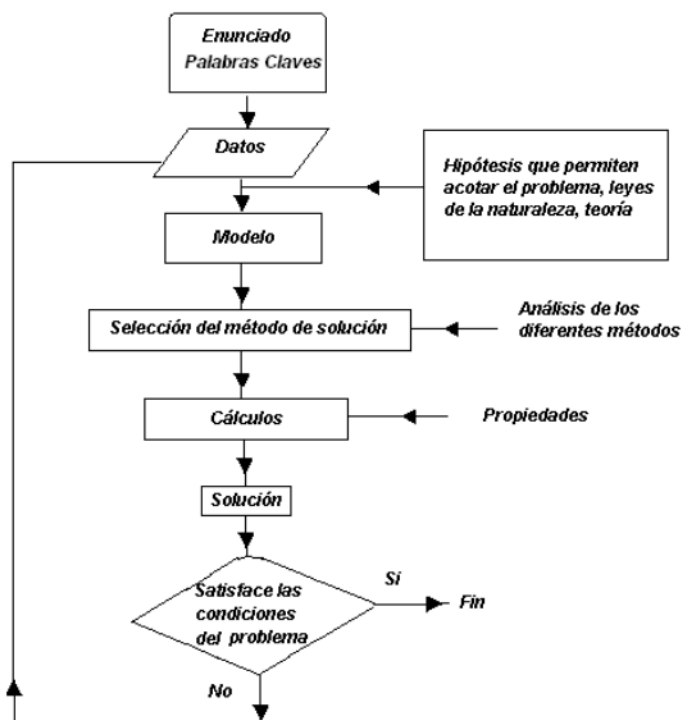 Enunciado
Palabras Claves
Datos
Hipótesis que permiten
acotar el problema, leyes
de la naturaleza, teoría
Modelo
Selección del método de solución
Análisis de los
diferentes métodos
Cálculos
Propiedades
Solución
Satisface las
condiciones
del problema
Sí
Fin
No